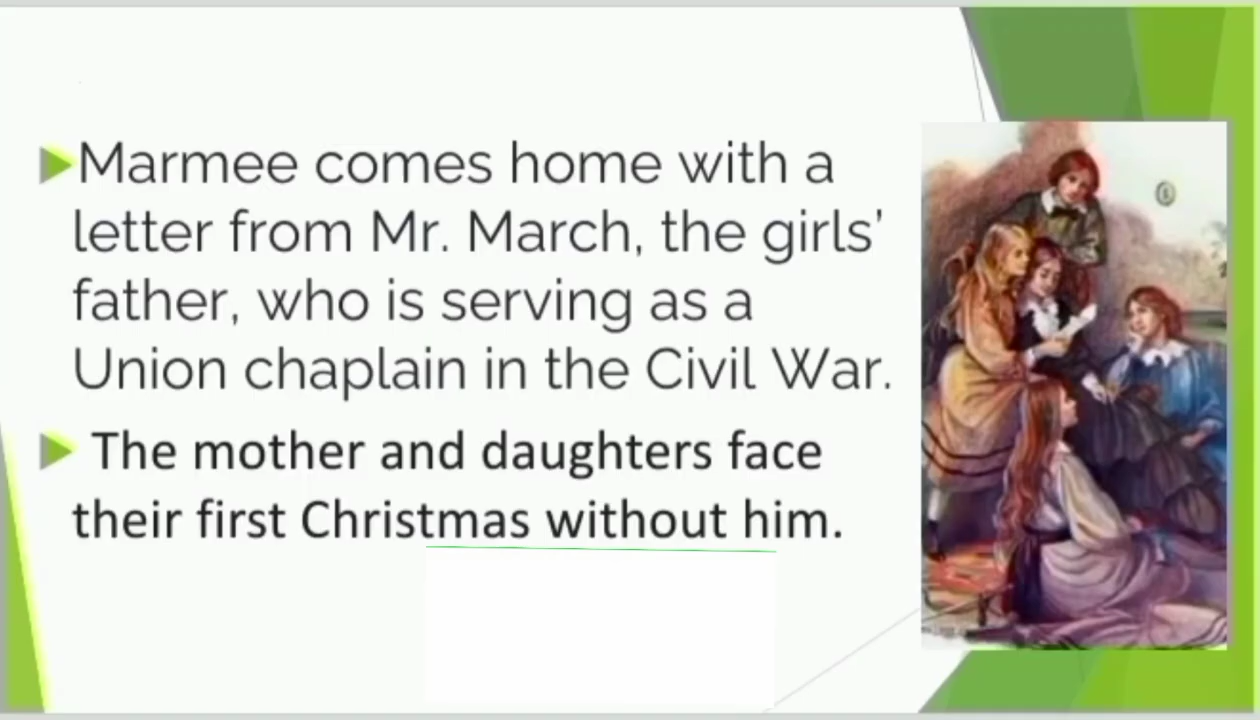 Marmee comes home with a
letter from Mr. March, the girls’
father, who is serving as a
Union chaplain in the Civil War.
The mother and daughters face
their first Christmas without him.